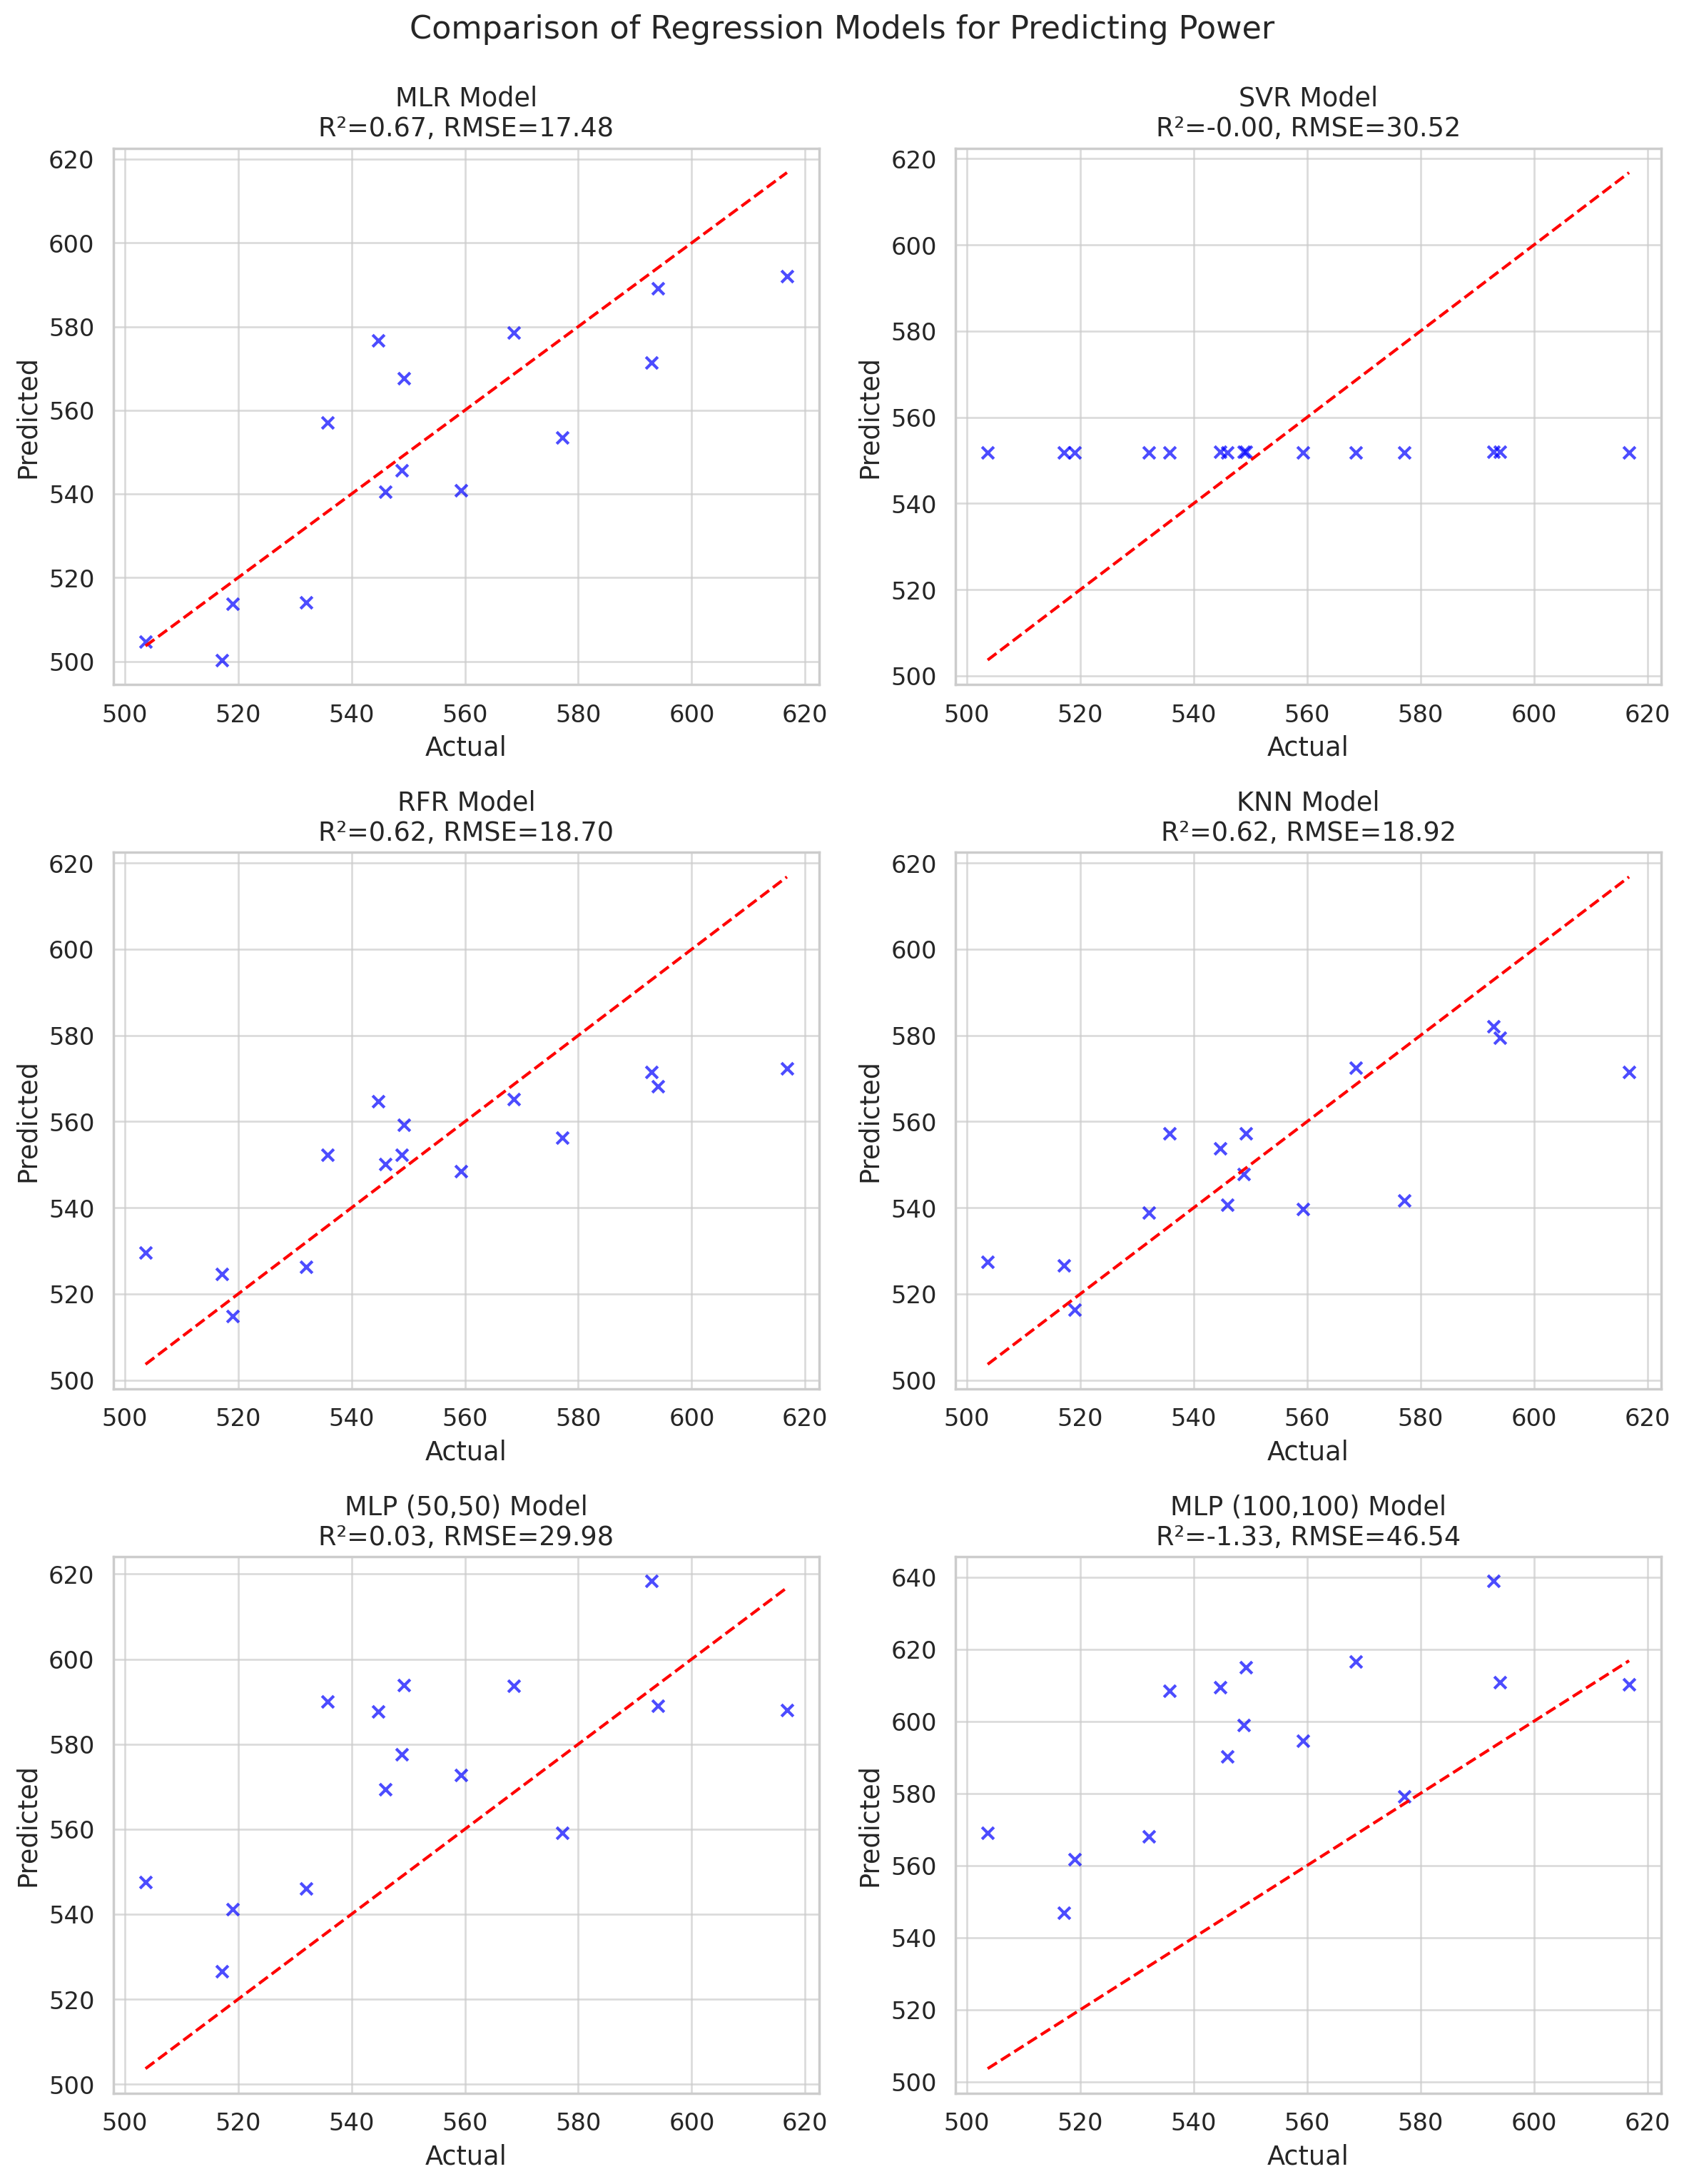 Comparison of Regression Models for Predicting Power
MLR Model
R²=0.67, RMSE=17.48
620
600
580
560
540
520
500
Predicted
500 520 540 560 580 600 620
Actual
SVR Model
R²=-0.00, RMSE=30.52
620
600
580
560
540
520
500
Predicted
500 520 540 560 580 600 620
Actual
RFR Model
R²=0.62, RMSE=18.70
620
600
580
560
540
520
500
Predicted
500 520 540 560 580 600 620
Actual
KNN Model
R²=0.62, RMSE=18.92
620
600
580
560
540
520
500
Predicted
500 520 540 560 580 600 620
Actual
MLP (50,50) Model
R²=0.03, RMSE=29.98
620
600
580
560
540
520
500
Predicted
500 520 540 560 580 600 620
Actual
MLP (100,100) Model
R²=-1.33, RMSE=46.54
640
620
600
580
560
540
520
500
Predicted
500 520 540 560 580 600 620
Actual